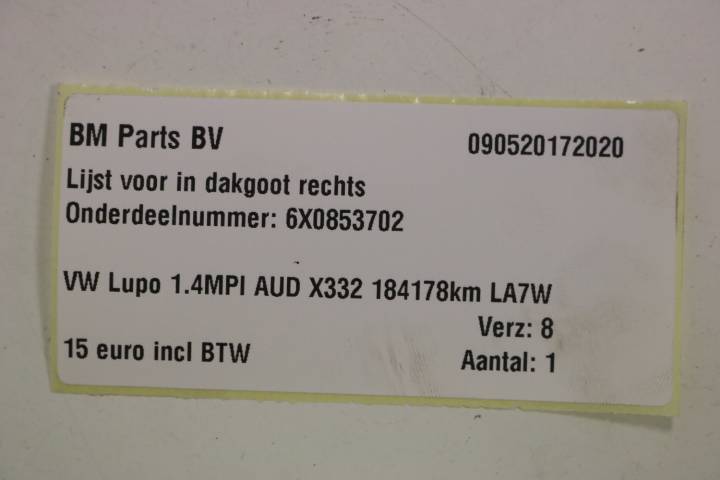 BM Parts BV 090520172020
Lijst voor in dakgoot rechts
Onderdeelnummer: 6X0853702
VW Lupo 1.4MPI AUD X332 184178km LA7W
Verz: 8
15 euro incl BTW Aantal: 1